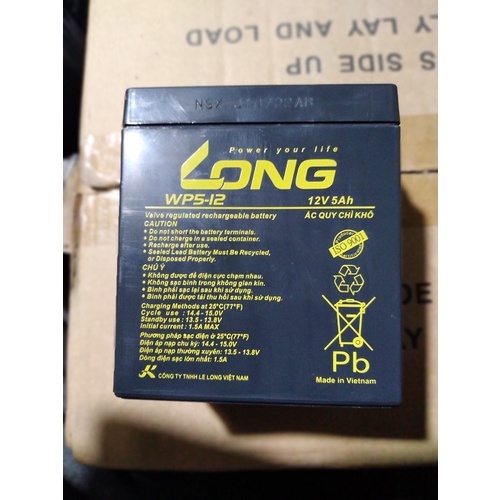 LY LAY AND LOAD
S SIDE UP
NSX
Power your life
LONG
WP5-12 12V 5Ah
Valve regulated rechargeable battery ẮC QUY CHÌ KHÔ
CAUTION
• Do not short the battery terminals.
• Do not charge in a sealed container.
• Recharge after use.
• Sealed Lead Battery Must Be Recycled,
or Disposed Properly.
ISO 9001
CHÚ Ý
• Không được để điện cực chạm nhau.
• Không sạc bình trong không gian kín.
• Bình phải sạc lại sau khi sử dụng.
• Bình phải được tái thu hồi sau khi sử dụng.
Charging Methods at 25°C(77°F)
Cycle use : 14.4 - 15.0V
Standby use : 13.5 - 13.8V
Initial current : 1.5A MAX
Phương pháp sạc điện ở 25°C(77°F)
Điện áp nạp chu kỳ: 14.4 - 15.0V
Điện áp nạp thường xuyên: 13.5 - 13.8V
Dòng điện sạc lớn nhất: 1.5A
Pb
CÔNG TY TNHH LE LONG VIỆT NAM
Made in Vietnam